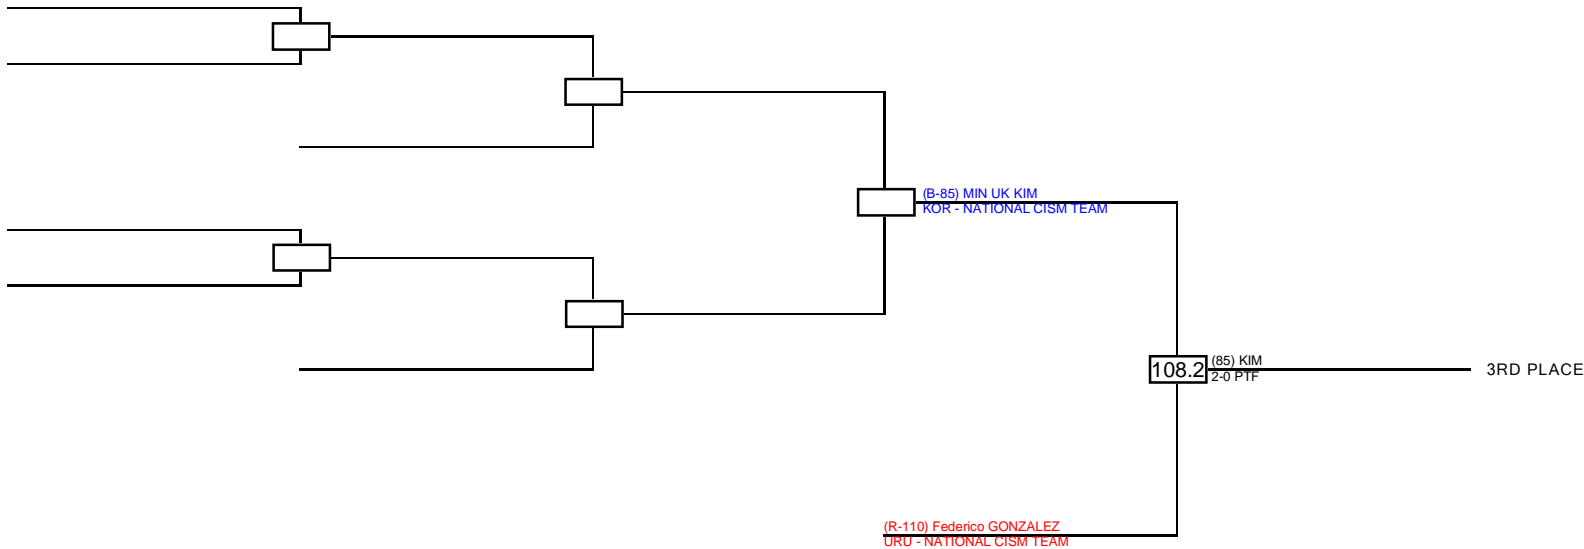 (B-85) MIN UK KIM
KOR - NATIONAL CISM TEAM
108.2
(85) KIM
2-0 PTF
3RD PLACE
(R-110) Federico GONZALEZ
URU - NATIONAL CISM TEAM